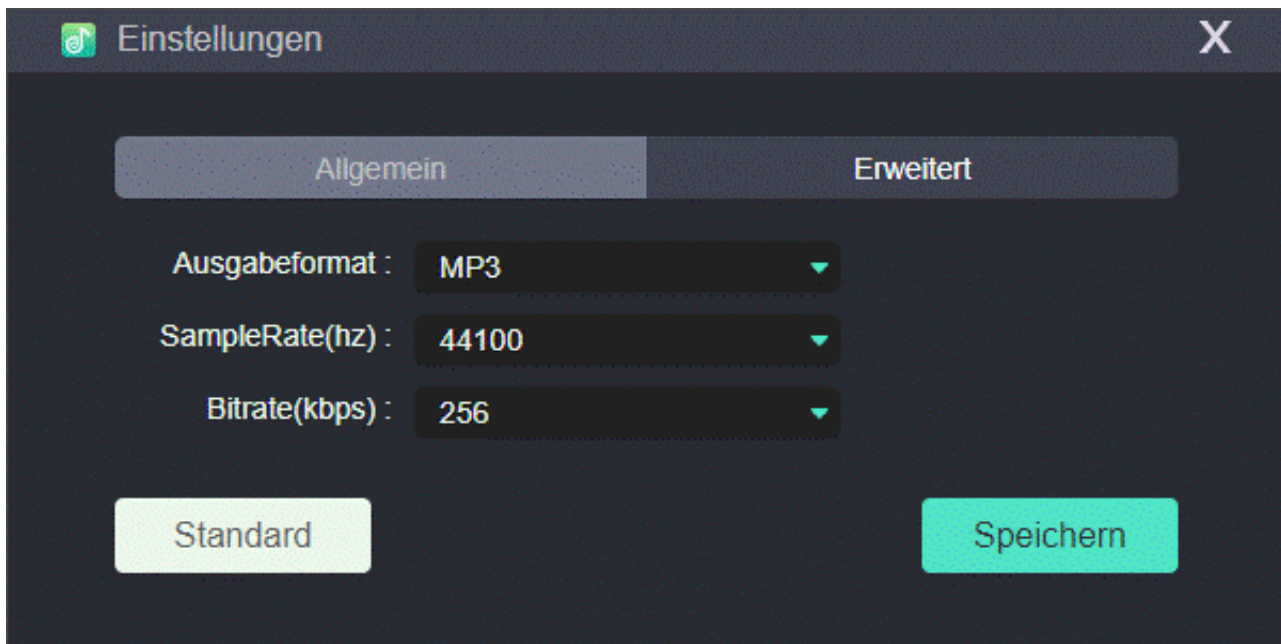 Einstellungen X
Allgemein Erweitert
Ausgabeformat : MP3
SampleRate(hz) : 44100
Bitrate(kbps) : 256
Standard Speichern